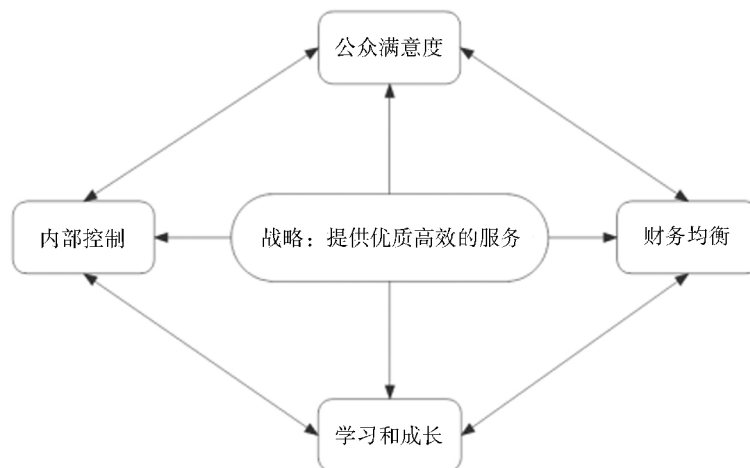 公众满意度
内部控制
战略：提供优质高效的服务
财务均衡
学习和成长